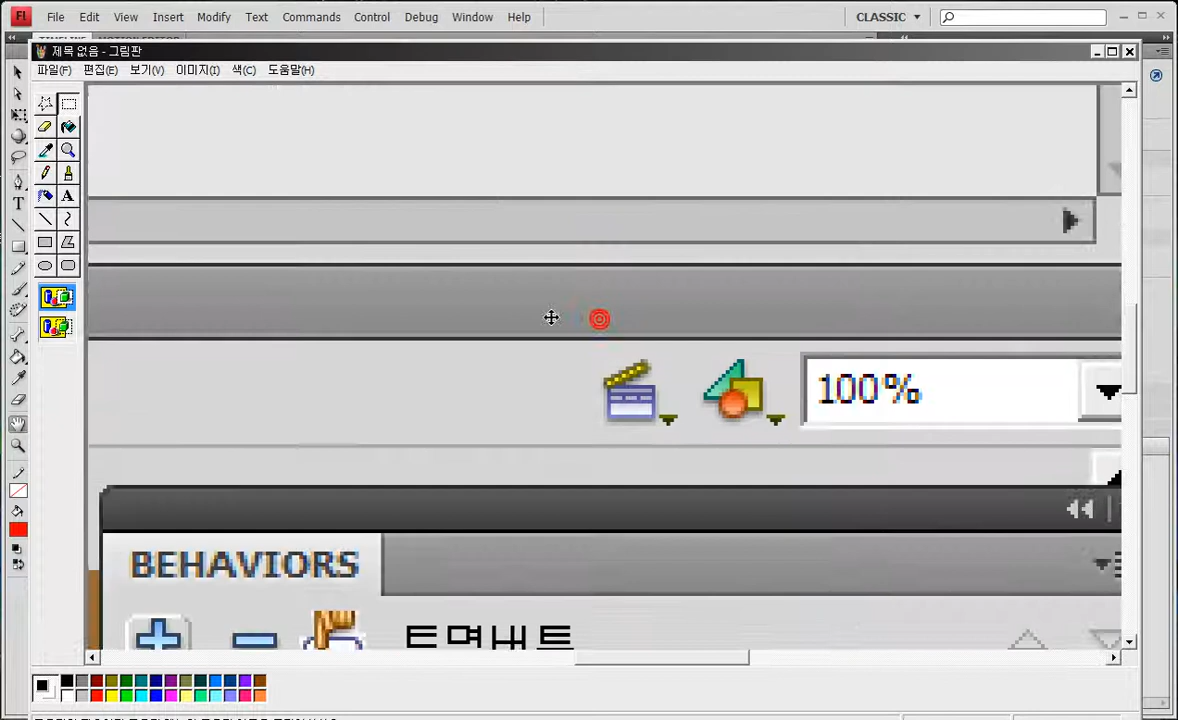 Fl File Edit View Insert Modify Text Commands Control Debug Window Help CLASSIC
제목 없음 - 그림판
파일(F) 편집(E) 보기(V) 이미지(I) 색(C) 도움말(H)
100%
BEHAVIORS